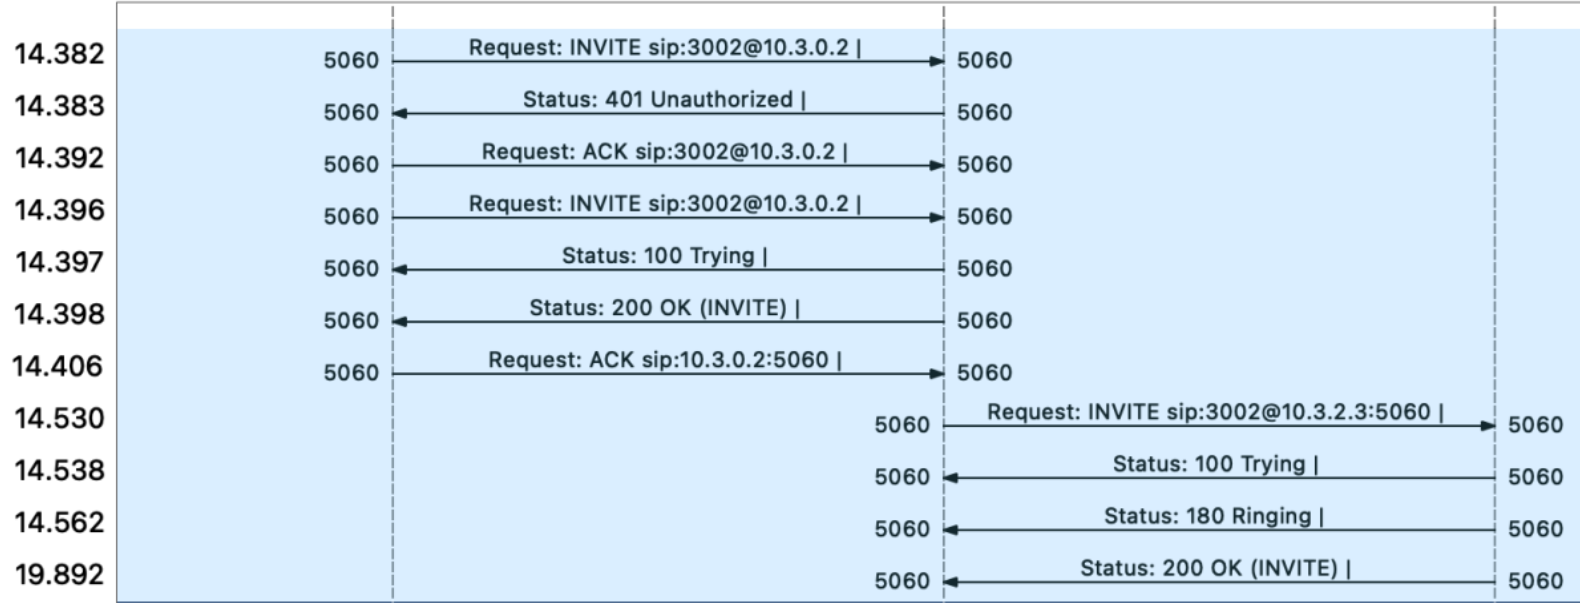 14.382 5060 Request: INVITE sip:3002@10.3.0.2 | 5060
14.383 5060 Status: 401 Unauthorized | 5060
14.392 5060 Request: ACK sip:3002@10.3.0.2 | 5060
14.396 5060 Request: INVITE sip:3002@10.3.0.2 | 5060
14.397 5060 Status: 100 Trying | 5060
14.398 5060 Status: 200 OK (INVITE) | 5060
14.406 5060 Request: ACK sip:10.3.0.2:5060 | 5060
14.530 5060 Request: INVITE sip:3002@10.3.2.3:5060 | 5060
14.538 5060 Status: 100 Trying | 5060
14.562 5060 Status: 180 Ringing | 5060
19.892 5060 Status: 200 OK (INVITE) | 5060